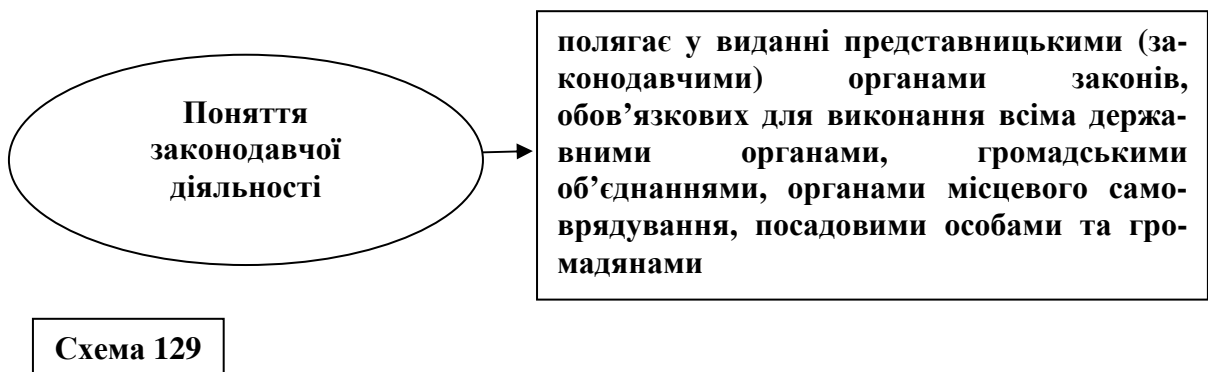 Поняття
законодавчої
діяльності
полягає у виданні представницькими (за-
конодавчими) органами законів,
обов’язкових для виконання всіма держа-
вними органами, громадськими
об’єднаннями, органами місцевого само-
врядування, посадовими особами та гро-
мадянами
Схема 129